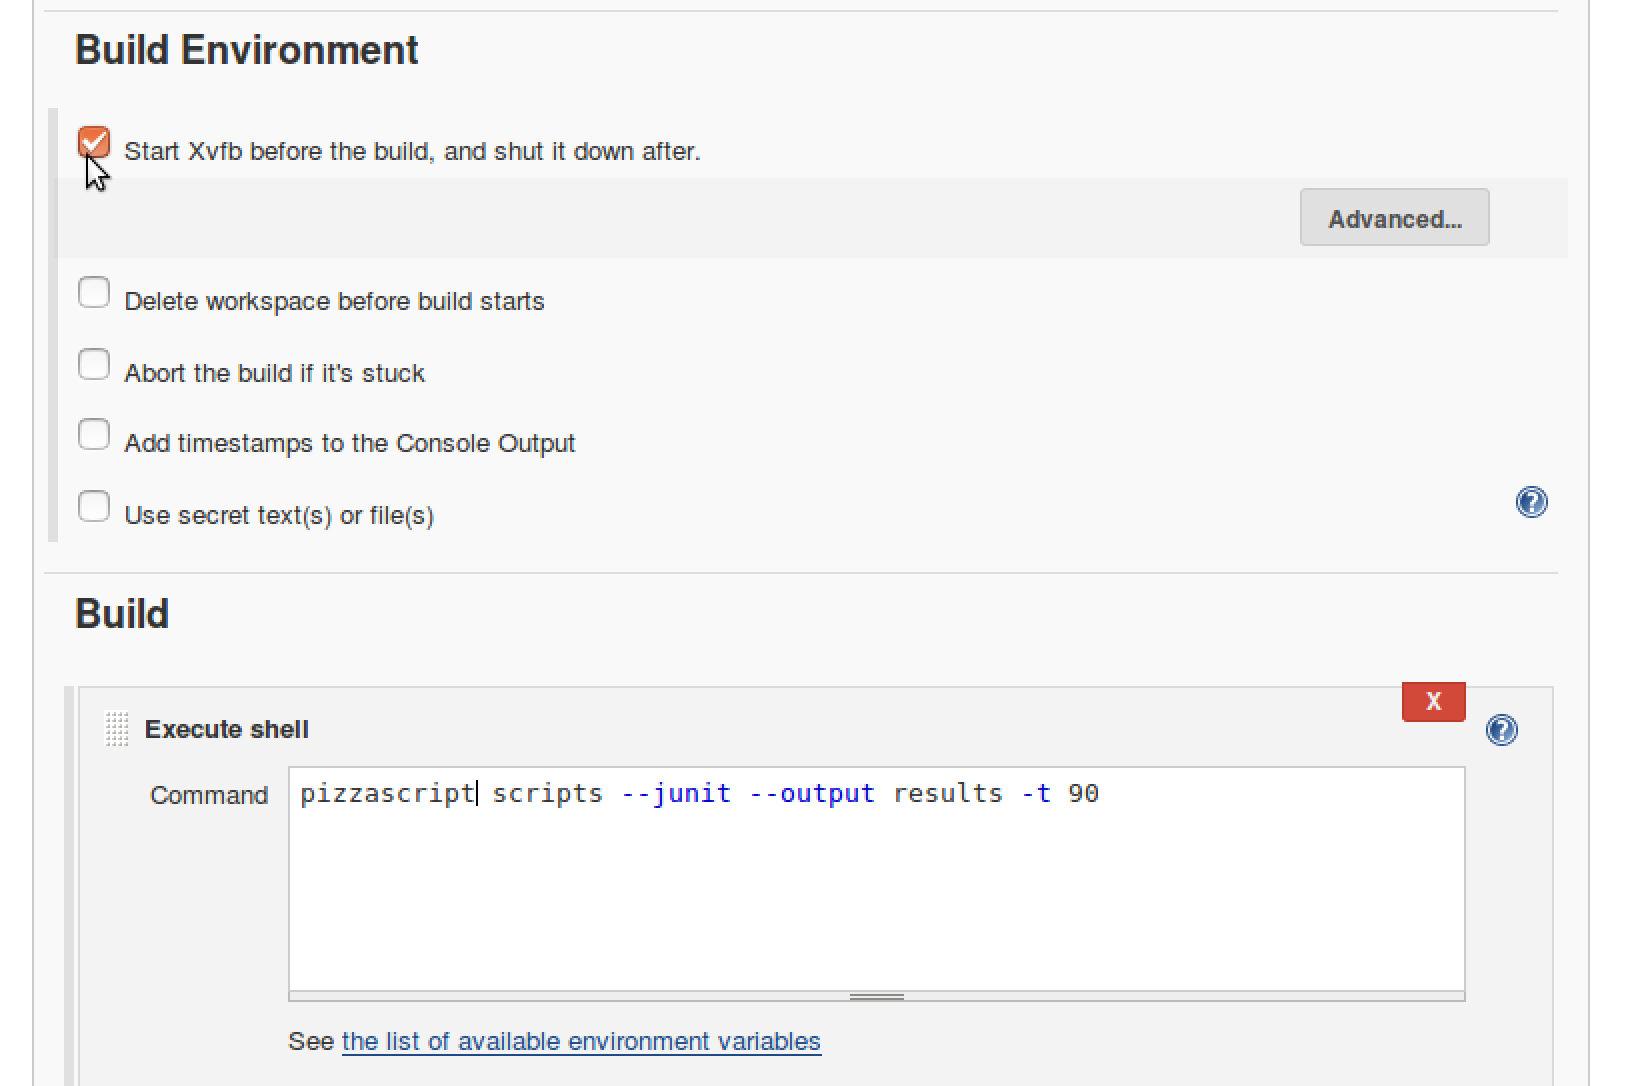 Build Environment
Start Xvfb before the build, and shut it down after.
Advanced...
Delete workspace before build starts
Abort the build if it's stuck
Add timestamps to the Console Output
Use secret text(s) or file(s)
?
Build
X
Execute shell
?
Command
pizzascript scripts --junit --output results -t 90
See the list of available environment variables